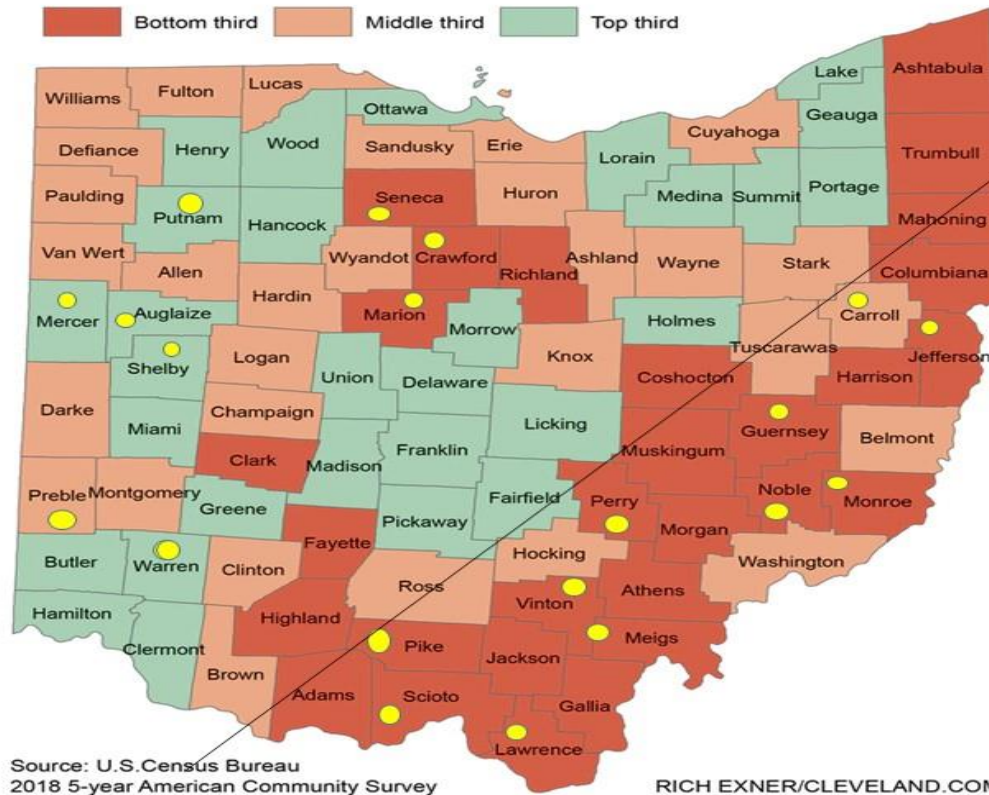 Bottom third
Middle third
Top third
Williams
Fulton
Lucas
Ottawa
Lake
Ashtabula
Geauga
Defiance
Henry
Wood
Sandusky
Erie
Lorain
Cuyahoga
Trumbull
Paulding
Putnam
Hancock
Seneca
Huron
Medina
Summit
Portage
Mahoning
Van Wert
Allen
Wyandot
Crawford
Richland
Ashland
Wayne
Stark
Columbiana
Mercer
Auglaize
Hardin
Marion
Morrow
Holmes
Carroll
Shelby
Logan
Union
Delaware
Knox
Coshocton
Tuscarawas
Harrison
Jefferson
Darke
Miami
Champaign
Licking
Muskingum
Guernsey
Belmont
Clark
Madison
Franklin
Preble
Montgomery
Greene
Pickaway
Fairfield
Perry
Morgan
Noble
Monroe
Butler
Warren
Clinton
Fayette
Ross
Hocking
Washington
Hamilton
Clermont
Highland
Vinton
Athens
Meigs
Brown
Adams
Pike
Jackson
Scioto
Gallia
Lawrence
Source: U.S.Census Bureau
2018 5-year American Community Survey
RICH EXNER/CLEVELAND.COM